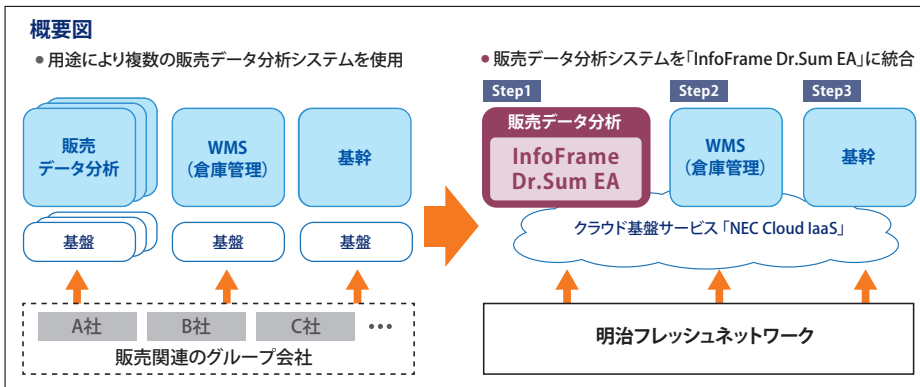 概要図
● 用途により複数の販売データ分析システムを使用
販売
データ分析
WMS
（倉庫管理）
基幹
基盤
基盤
基盤
A社
B社
C社
•••
販売関連のグループ会社
● 販売データ分析システムを「InfoFrame Dr.Sum EA」に統合
Step1
Step2
Step3
販売データ分析
InfoFrame
Dr.Sum EA
WMS
（倉庫管理）
基幹
クラウド基盤サービス「NEC Cloud IaaS」
明治フレッシュネットワーク